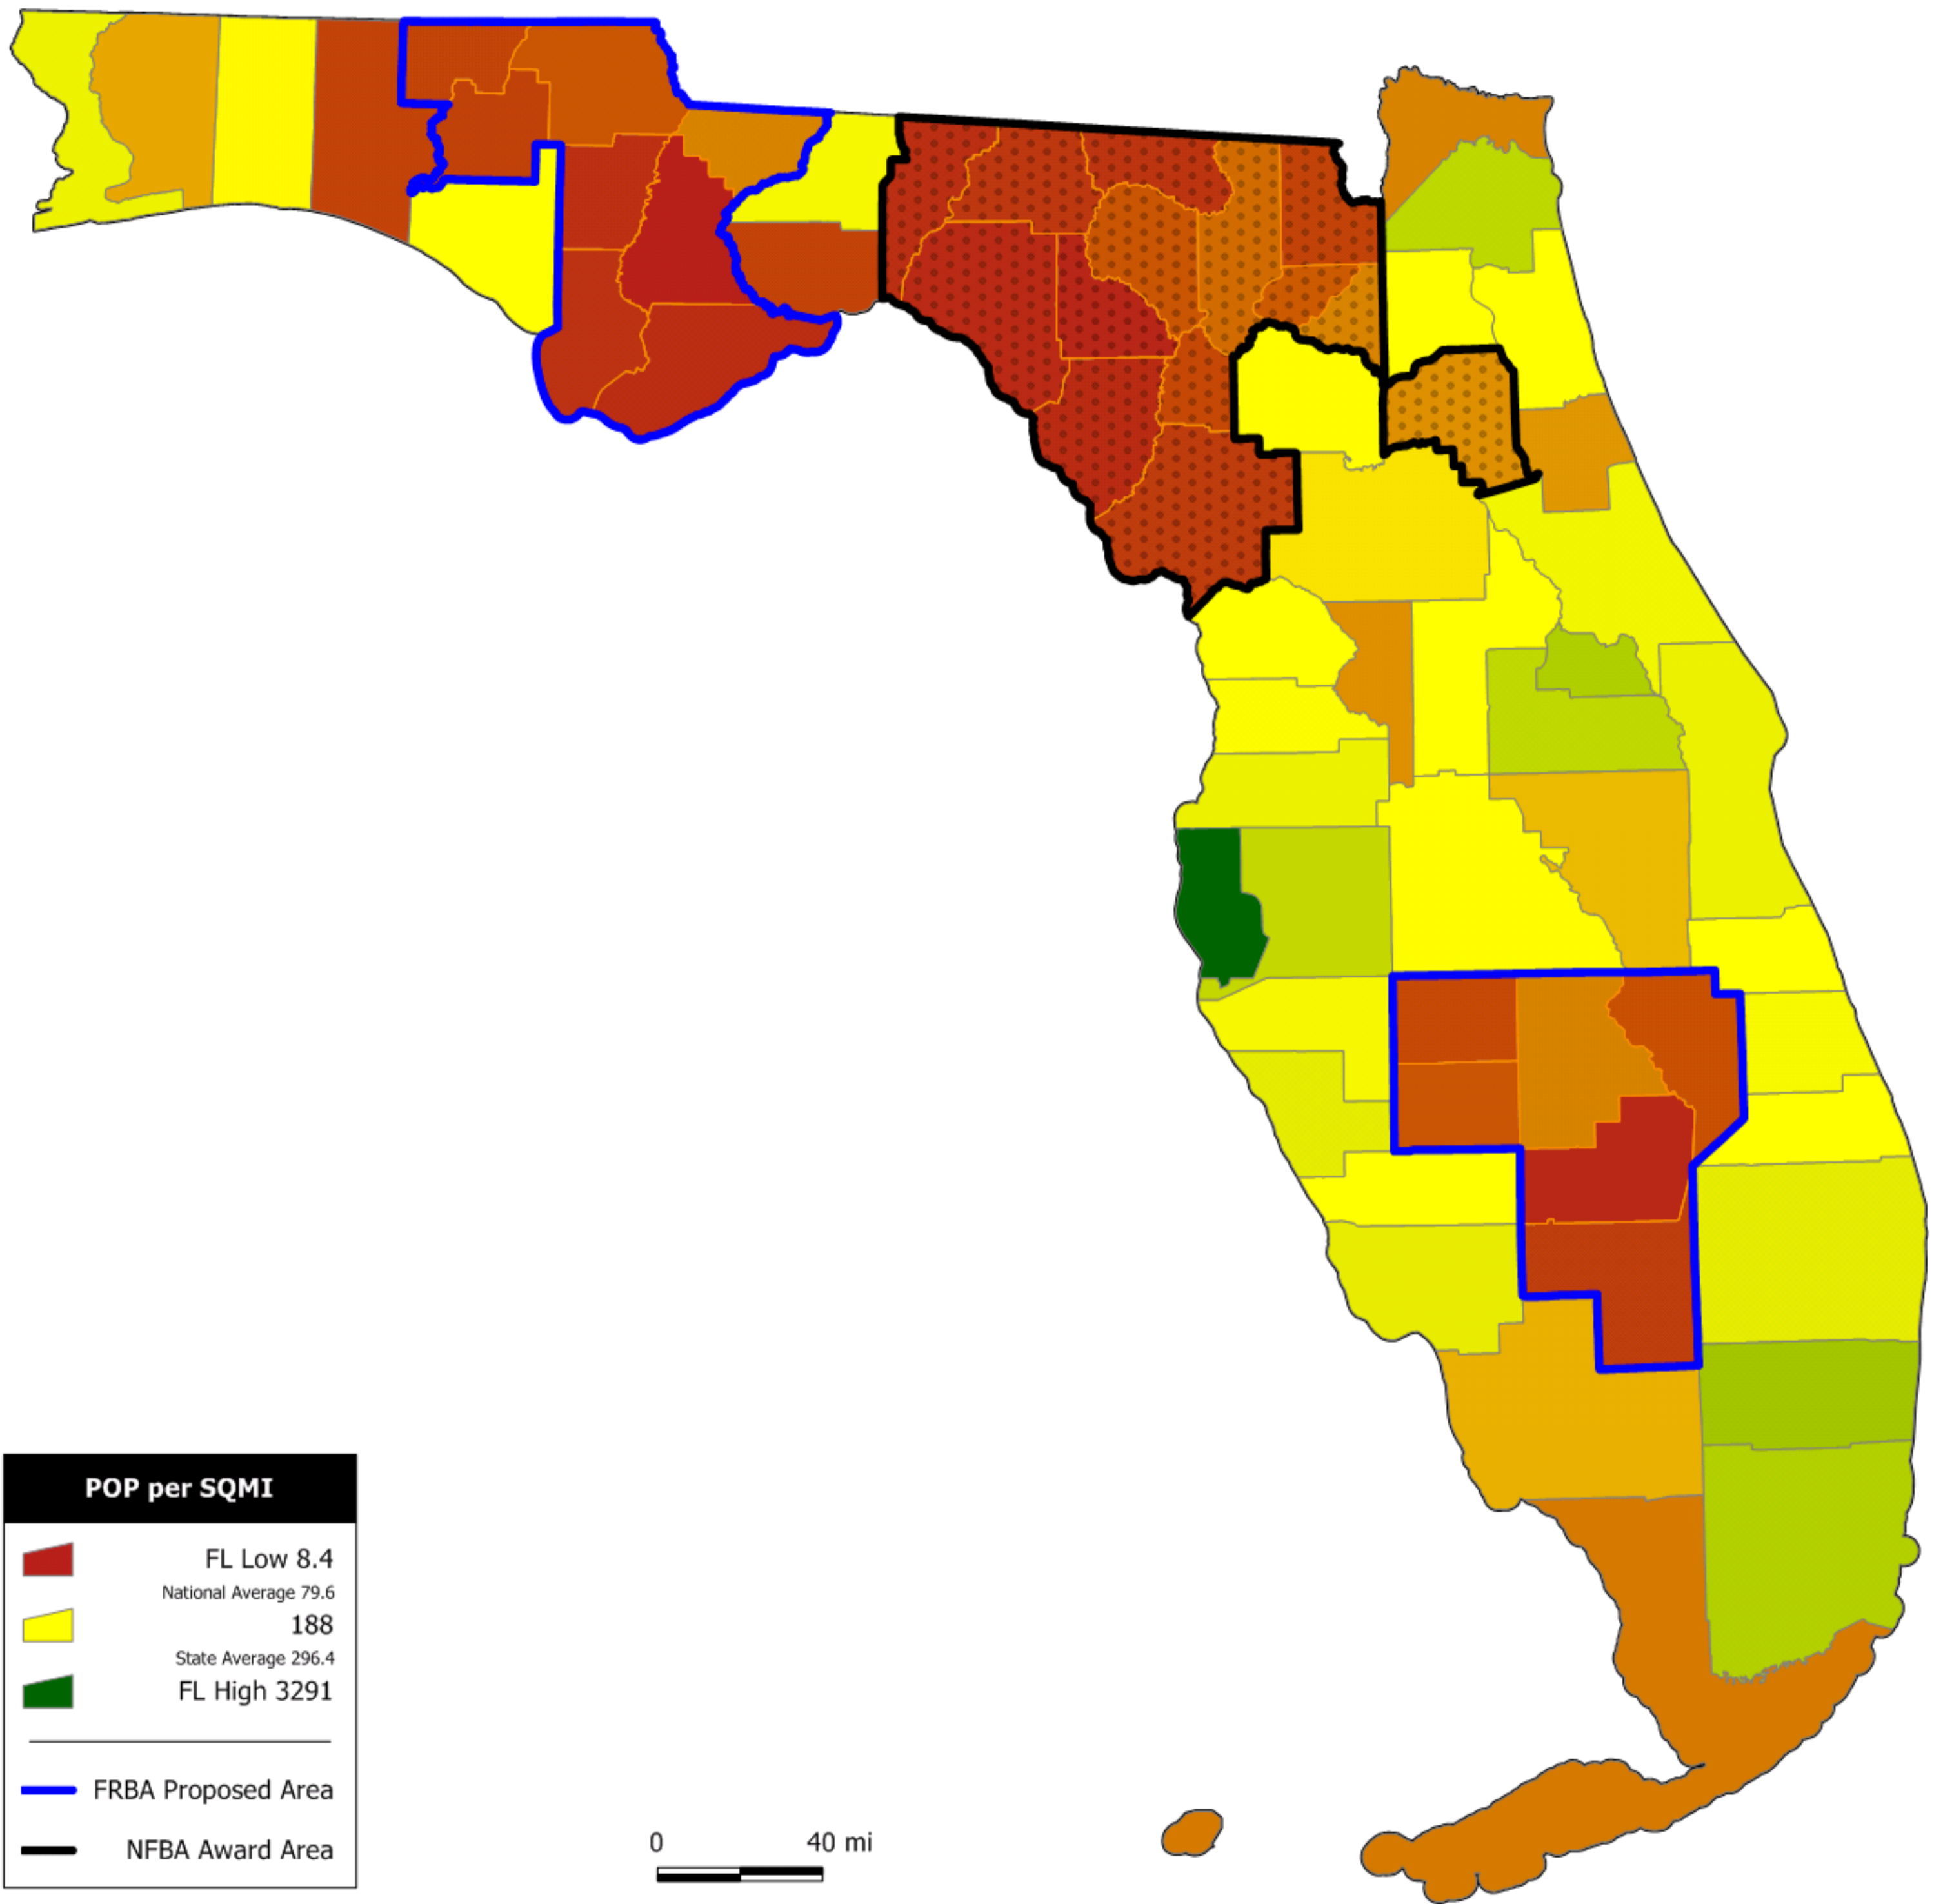 POP per SQMI
FL Low 8.4
National Average 79.6
188
State Average 296.4
FL High 3291
FRBA Proposed Area
NFBA Award Area
0 40 mi